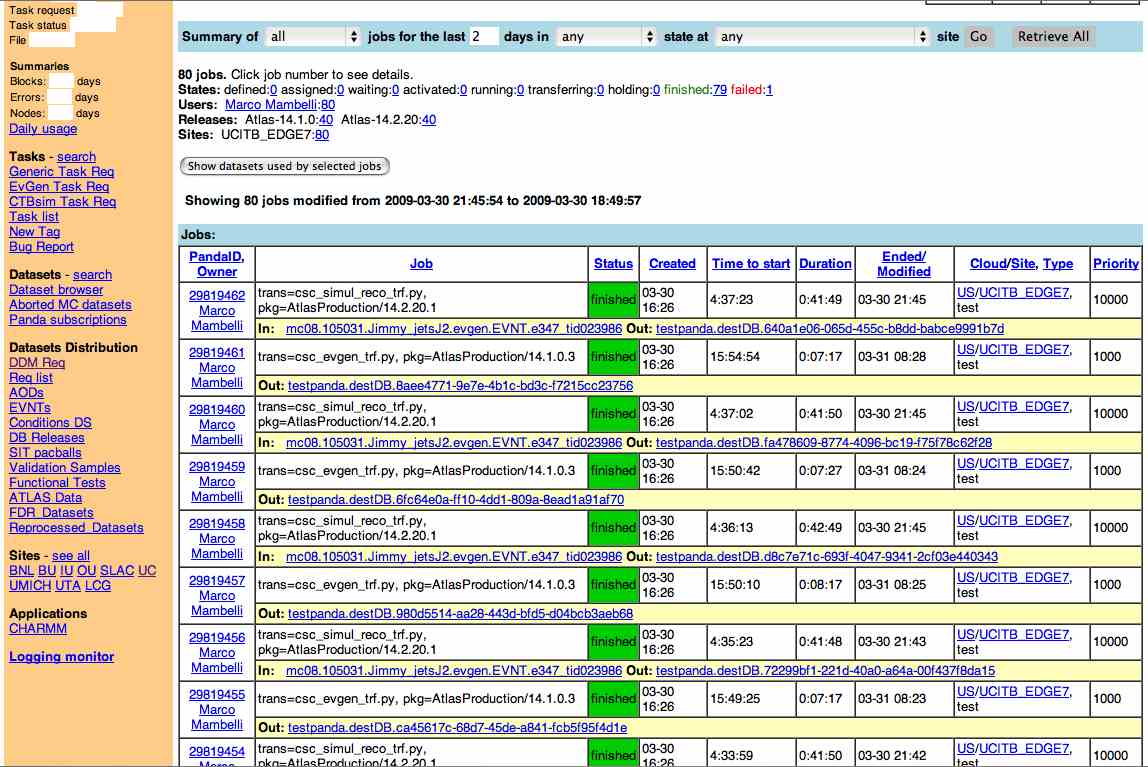 Task request
Task status
File
Summaries
Blocks: days
Errors: days
Nodes: days
Daily usage
Tasks - search
Generic Task Req
EvGen Task Req
CTBsim Task Req
Task list
New Tag
Bug Report
Datasets - search
Dataset browser
Aborted MC datasets
Panda subscriptions
Datasets Distribution
DDM Req
Req list
AODs
EVNTs
Conditions DS
DB Releases
SIT pacballs
Validation Samples
Functional Tests
ATLAS Data
FDR_Datasets
Reprocessed_Datasets
Sites - see all
BNL BU IU OU SLAC UC
UMICH UTA LCG
Applications
CHARMM
Logging monitor
Summary of all jobs for the last 2 days in any state at any site Go Retrieve All
80 jobs. Click job number to see details.
States: defined:0 assigned:0 waiting:0 activated:0 running:0 transferring:0 holding:0 finished:79 failed:1
Users: Marco Mambelli:80
Releases: Atlas-14.1.0:40 Atlas-14.2.20:40
Sites: UCITB_EDGE7:80
Show datasets used by selected jobs
Showing 80 jobs modified from 2009-03-30 21:45:54 to 2009-03-30 18:49:57
Jobs:
PandaID, Owner Job Status Created Time to start Duration Ended/ Modified Cloud/Site, Type Priority
29819462 Marco Mambelli trans=csc_simul_reco_trf.py, pkg=AtlasProduction/14.2.20.1 finished 03-30 16:26 4:37:23 0:41:49 03-30 21:45 US/UCITB_EDGE7, test 10000
In: mc08.105031.Jimmy_jetsJ2.evgen.EVNT.e347_tid023986 Out: testpanda.destDB.640a1e06-065d-455c-b8dd-babce9991b7d
29819461 Marco Mambelli trans=csc_evgen_trf.py, pkg=AtlasProduction/14.1.0.3 finished 03-30 16:26 15:54:54 0:07:17 03-31 08:28 US/UCITB_EDGE7, test 1000
Out: testpanda.destDB.8aee4771-9e7e-4b1c-bd3c-f7215cc23756
29819460 Marco Mambelli trans=csc_simul_reco_trf.py, pkg=AtlasProduction/14.2.20.1 finished 03-30 16:26 4:37:02 0:41:50 03-30 21:45 US/UCITB_EDGE7, test 10000
In: mc08.105031.Jimmy_jetsJ2.evgen.EVNT.e347_tid023986 Out: testpanda.destDB.fa478609-8774-4096-bc19-f75f78c62f28
29819459 Marco Mambelli trans=csc_evgen_trf.py, pkg=AtlasProduction/14.1.0.3 finished 03-30 16:26 15:50:42 0:07:27 03-31 08:24 US/UCITB_EDGE7, test 1000
Out: testpanda.destDB.6fc64e0a-ff10-4dd1-809a-8ead1a91af70
29819458 Marco Mambelli trans=csc_simul_reco_trf.py, pkg=AtlasProduction/14.2.20.1 finished 03-30 16:26 4:36:13 0:42:49 03-30 21:45 US/UCITB_EDGE7, test 10000
In: mc08.105031.Jimmy_jetsJ2.evgen.EVNT.e347_tid023986 Out: testpanda.destDB.d8c7e71c-693f-4047-9341-2cf03e440343
29819457 Marco Mambelli trans=csc_evgen_trf.py, pkg=AtlasProduction/14.1.0.3 finished 03-30 16:26 15:50:10 0:08:17 03-31 08:25 US/UCITB_EDGE7, test 1000
Out: testpanda.destDB.980d5514-aa28-443d-bfd5-d04bcb3aeb68
29819456 Marco Mambelli trans=csc_simul_reco_trf.py, pkg=AtlasProduction/14.2.20.1 finished 03-30 16:26 4:35:23 0:41:48 03-30 21:43 US/UCITB_EDGE7, test 10000
In: mc08.105031.Jimmy_jetsJ2.evgen.EVNT.e347_tid023986 Out: testpanda.destDB.72299bf1-221d-40a0-a64a-00f437f8da15
29819455 Marco Mambelli trans=csc_evgen_trf.py, pkg=AtlasProduction/14.1.0.3 finished 03-30 16:26 15:49:25 0:07:17 03-31 08:23 US/UCITB_EDGE7, test 1000
Out: testpanda.destDB.ca45617c-68d7-45de-a841-fcb5f95f4d1e
29819454 Marco trans=csc_simul_reco_trf.py, pkg=AtlasProduction/14.2.20.1 finished 03-30 16:26 4:33:59 0:41:50 03-30 21:42 US/UCITB_EDGE7, test 10000